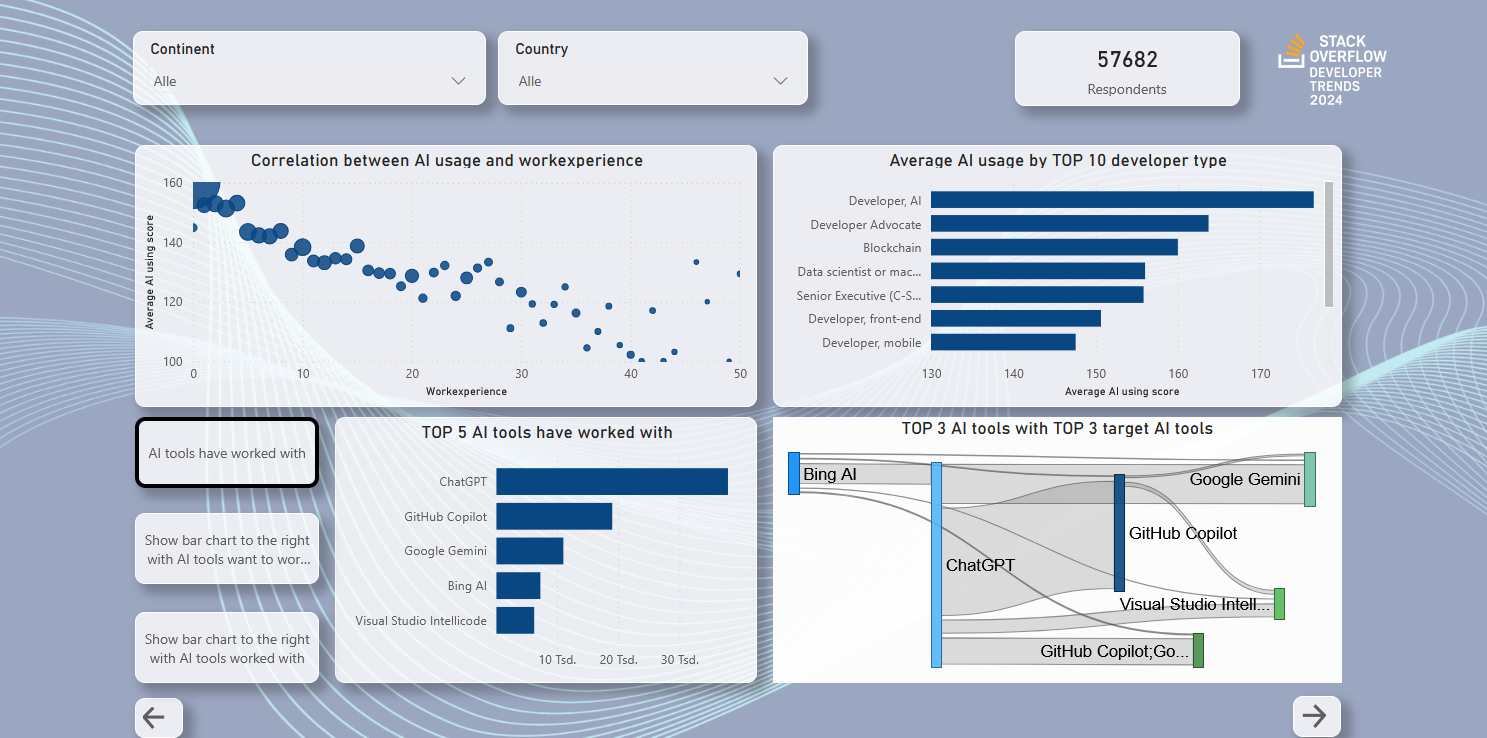 Continent
Alle
Country
Alle
57682
Respondents
STACK
OVERFLOW
DEVELOPER
TRENDS
2024
Correlation between AI usage and workexperience
160
140
120
100
Average AI using score
0 10 20 30 40 50
Workexperience
Average AI usage by TOP 10 developer type
Developer, AI
Developer Advocate
Blockchain
Data scientist or mac...
Senior Executive (C-S...
Developer, front-end
Developer, mobile
130 140 150 160 170
Average AI using score
AI tools have worked with
Show bar chart to the right
with AI tools want to wor...
Show bar chart to the right
with AI tools worked with
TOP 5 AI tools have worked with
ChatGPT
GitHub Copilot
Google Gemini
Bing AI
Visual Studio Intellicode
10 Tsd. 20 Tsd. 30 Tsd.
TOP 3 AI tools with TOP 3 target AI tools
Bing AI
Google Gemini
GitHub Copilot
ChatGPT
Visual Studio Intell...
GitHub Copilot;Go...